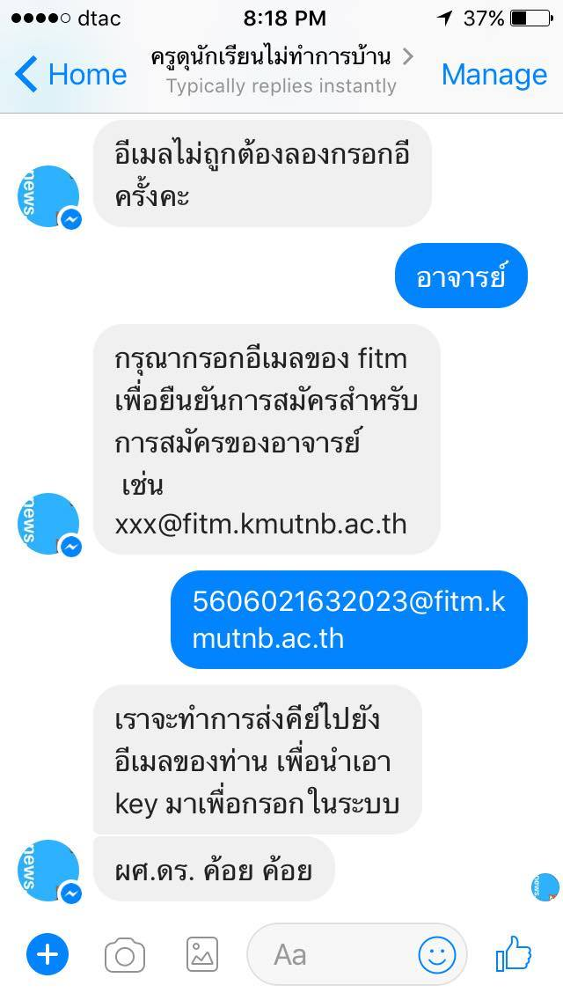 dtac 8:18 PM 37%
Home ครูดุนักเรียนไม่ทำการบ้าน Manage
Typically replies instantly
อีเมลไม่ถูกต้องลองกรอกอี
ครั้งคะ
news
อาจารย์
กรุณากรอกอีเมลของ fitm
เพื่อยืนยันการสมัครสำหรับ
การสมัครของอาจารย์
เช่น
xxx@fitm.kmutnb.ac.th
news
5606021632023@fitm.k
mutnb.ac.th
เราจะทำการส่งคีย์ไปยัง
อีเมลของท่าน เพื่อนำเอา
key มาเพื่อกรอกในระบบ
ผศ.ดร. ค้อย ค้อย
news
news
Aa